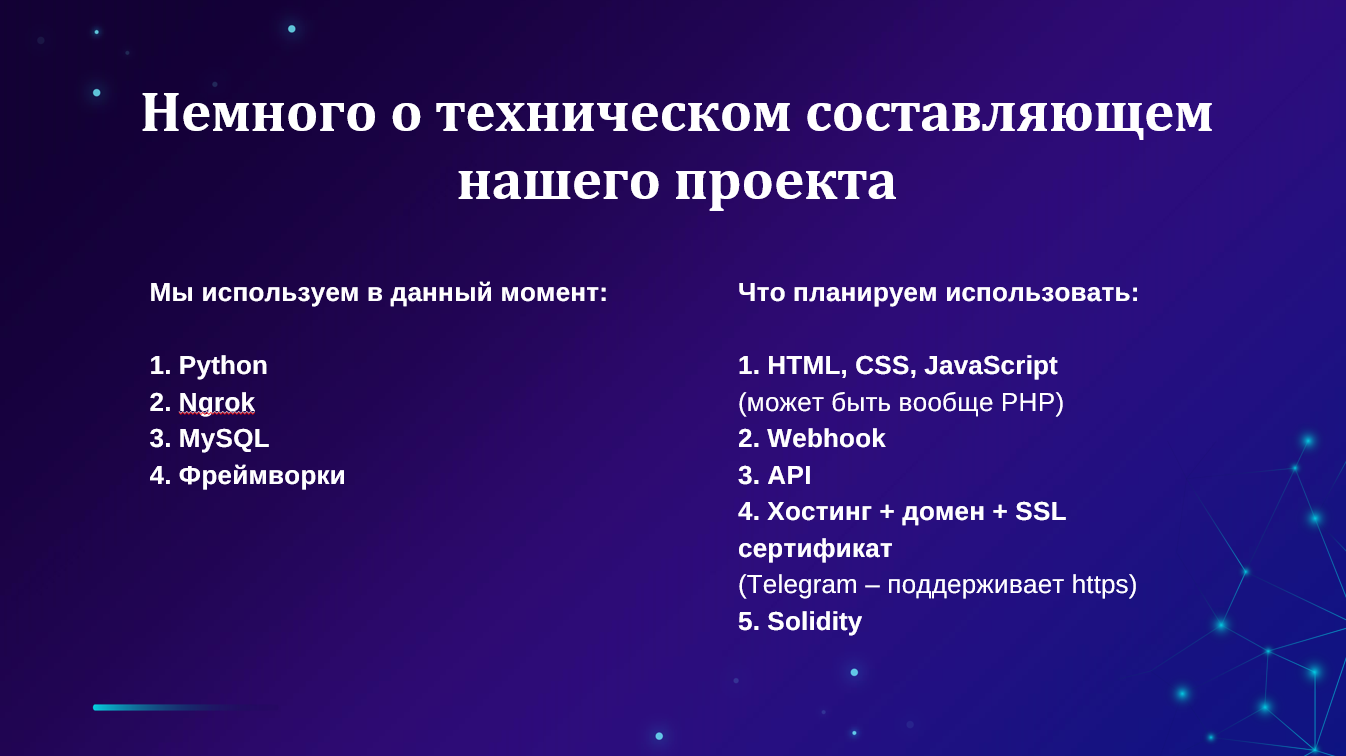 Немного о техническом составляющем
нашего проекта
Мы используем в данный момент:
1. Python
2. Ngrok
3. MySQL
4. Фреймворки
Что планируем использовать:
1. HTML, CSS, JavaScript
(может быть вообще PHP)
2. Webhook
3. API
4. Хостинг + домен + SSL
сертификат
(Telegram – поддерживает https)
5. Solidity